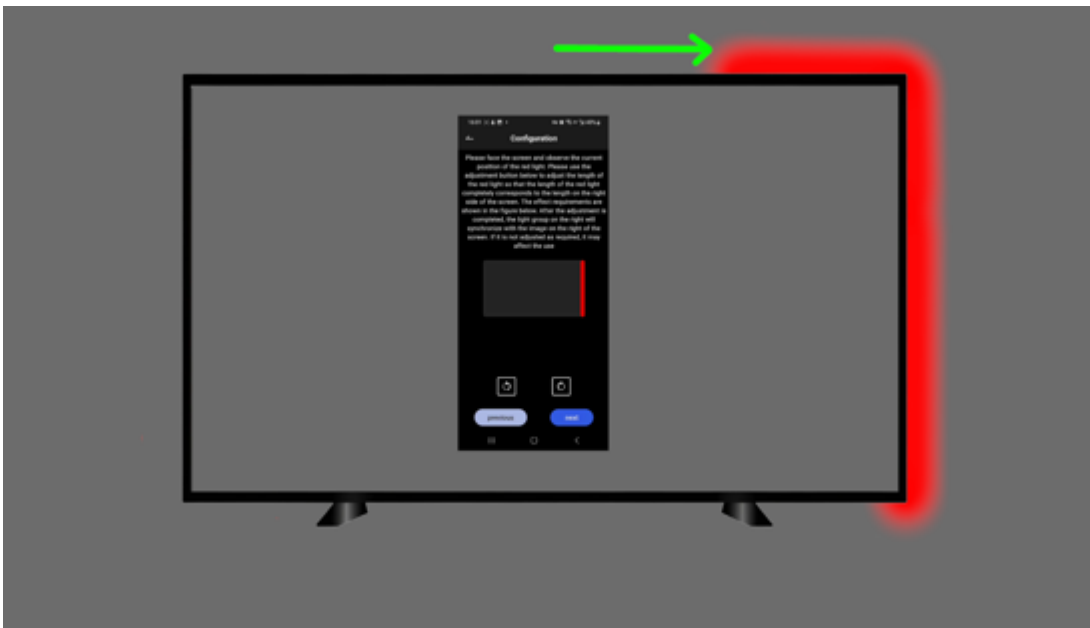 Configuration
Please face the screen and observe the current
position of the red light. Please use the
adjustment button below to adjust the length of
the red light so that the length of the red light
completely corresponds to the length on the right
side of the screen. The effect requirements are
shown in the figure below. After the adjustment is
completed, the light group on the right will
synchronize with the image on the right of the
screen. If it is not adjusted as required, it may
affect the use
previous
next